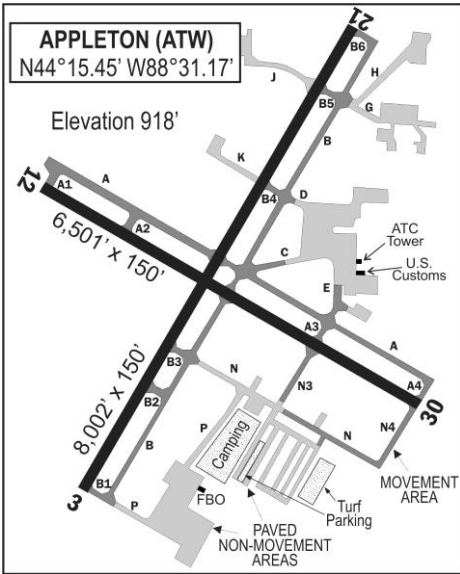 APPLETON (ATW)
N44°15.45' W88°31.17'
Elevation 918'
21
B6
H
J
B5
G
B
K
12
A1
A
B4
D
A2
6,501' x 150'
C
ATC
Tower
U.S.
Customs
E
A3
A
B3
N
N3
A4
30
8,002' x 150'
B2
P
N4
N
B
Camping
MOVEMENT
AREA
B1
3
P
FBO
Turf
Parking
PAVED
NON-MOVEMENT
AREAS